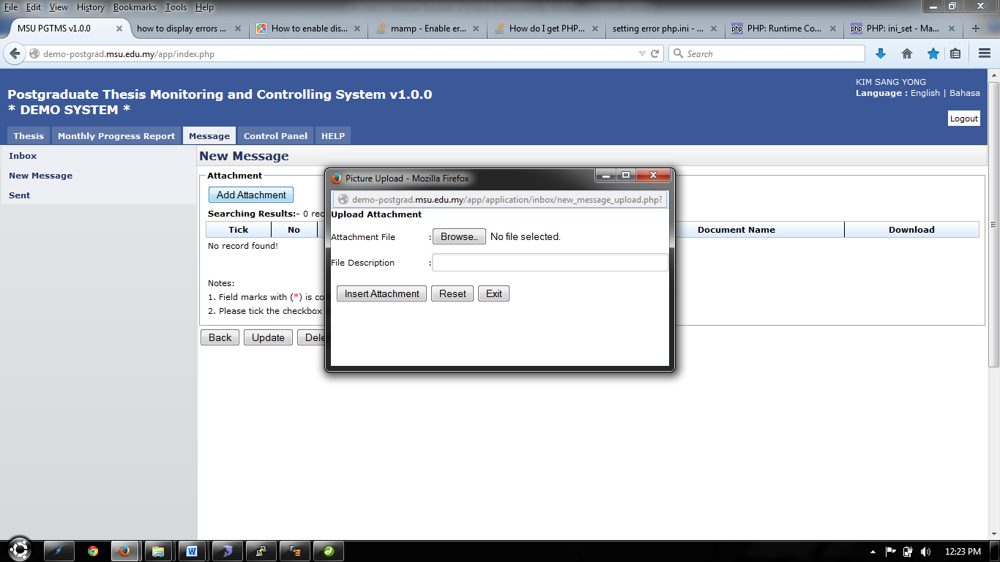 File Edit View History Bookmarks Tools Help
MSU PGTMS v1.0.0
how to display errors ...
How to enable dis...
mamp - Enable er...
How do I get PHP...
setting error php.ini - ...
PHP: Runtime Co...
PHP: ini_set - Ma...
demo-postgrad.msu.edu.my/app/index.php
Search
KIM SANG YONG
Language : English | Bahasa
Postgraduate Thesis Monitoring and Controlling System v1.0.0
* DEMO SYSTEM *
Logout
Thesis Monthly Progress Report Message Control Panel HELP
Inbox
New Message
Sent
New Message
Attachment
Add Attachment
Searching Results:- 0 rec
Tick No Document Name Download
No record found!
Notes:
1. Field marks with (*) is co
2. Please tick the checkbox
Back Update Dele
Picture Upload - Mozilla Firefox
demo-postgrad.msu.edu.my/app/application/inbox/new_message_upload.php?
Upload Attachment
Attachment File : Browse... No file selected.
File Description :
Insert Attachment Reset Exit
12:23 PM